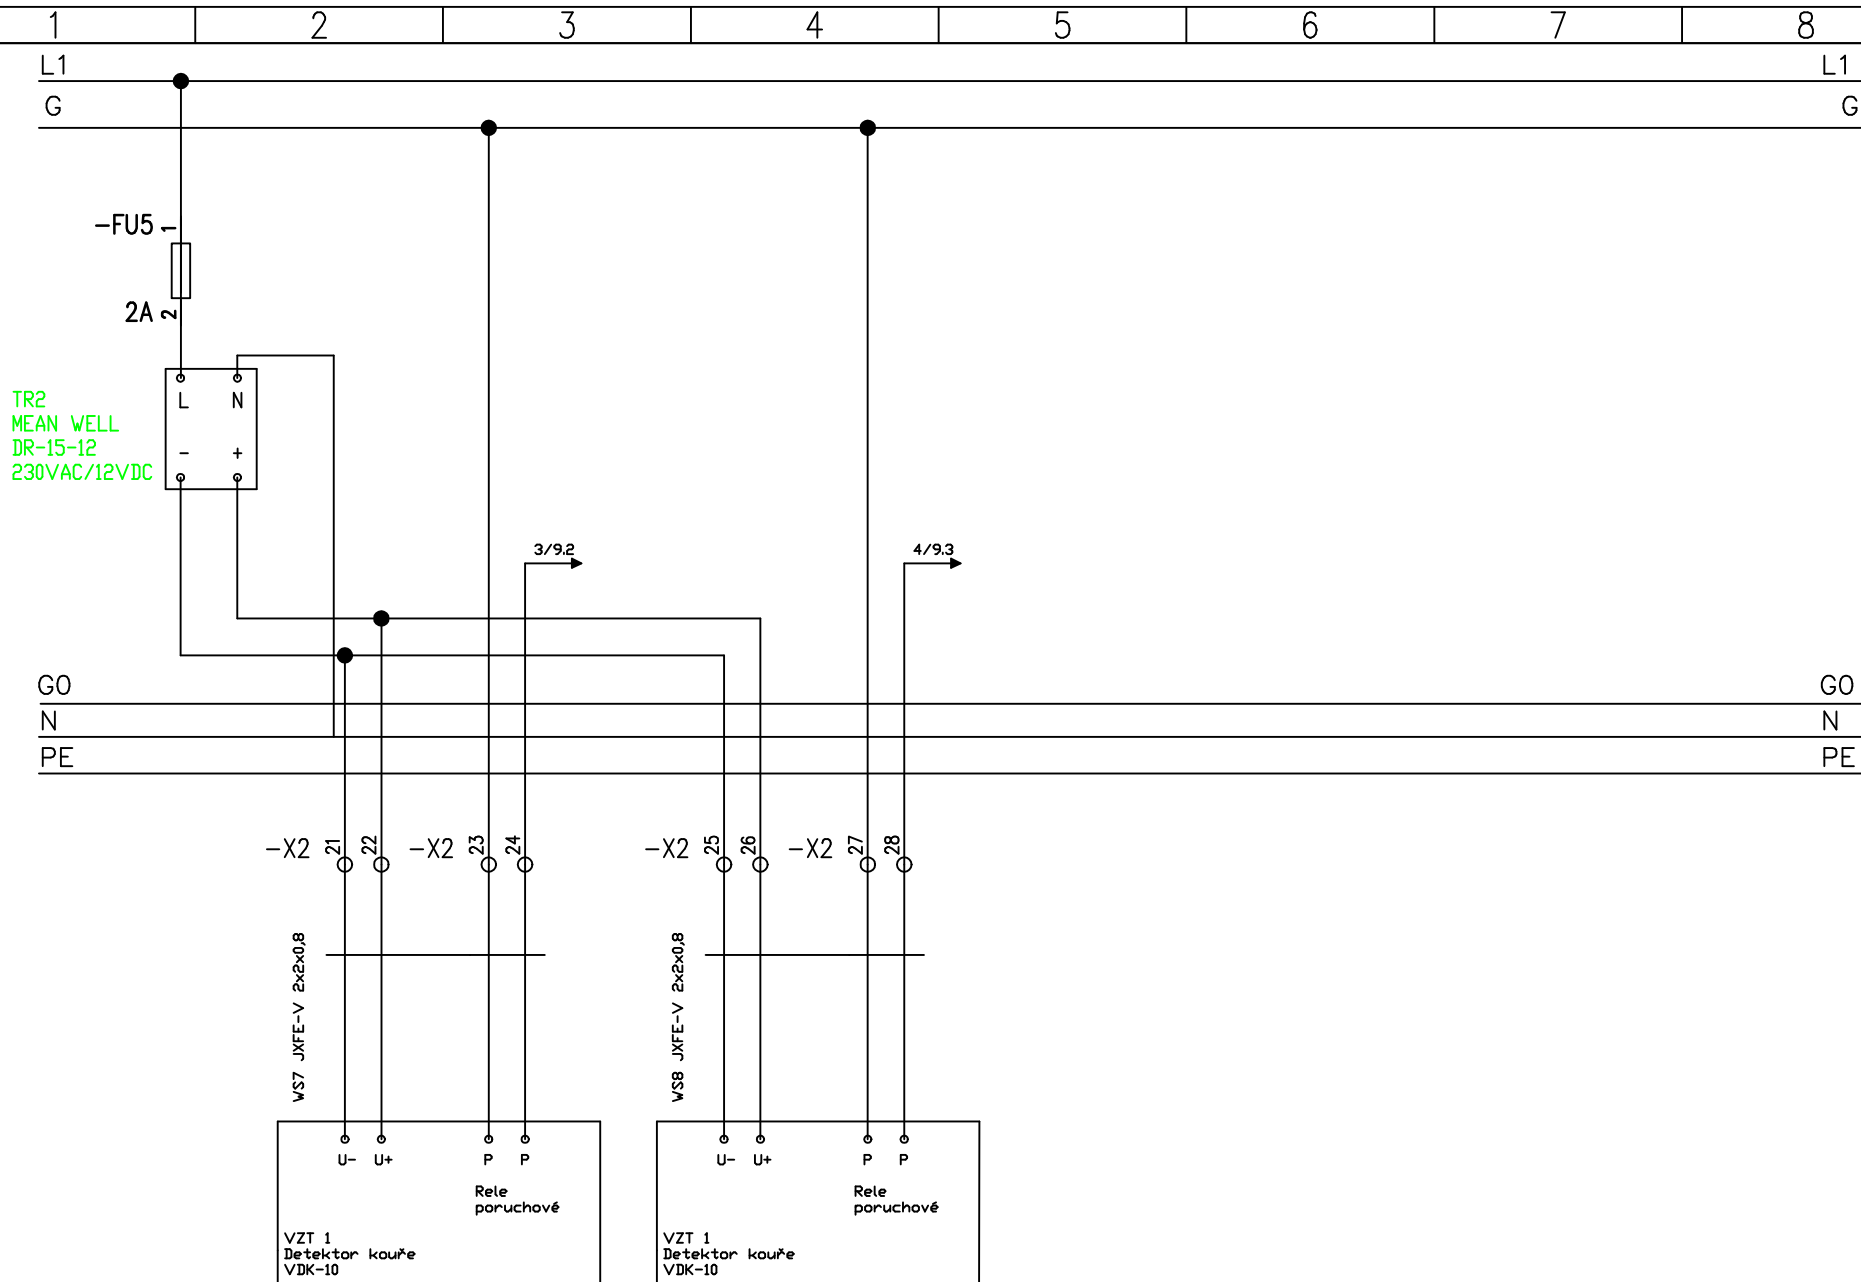 1 2 3 4 5 6 7 8
L1 L1
G G
-FU5 1
2A 2
TR2
MEAN WELL
DR-15-12
230VAC/12VDC
L N
- +
3/9.2 4/9.3
G0 G0
N N
PE PE
-X2 21 22 -X2 23 24 -X2 25 26 -X2 27 28
WS7 JXFE-V 2x2x0,8
WS8 JXFE-V 2x2x0,8
U- U+ P P
Rele
poruchové
VZT 1
Detektor kouře
VDK-10
U- U+ P P
Rele
poruchové
VZT 1
Detektor kouře
VDK-10